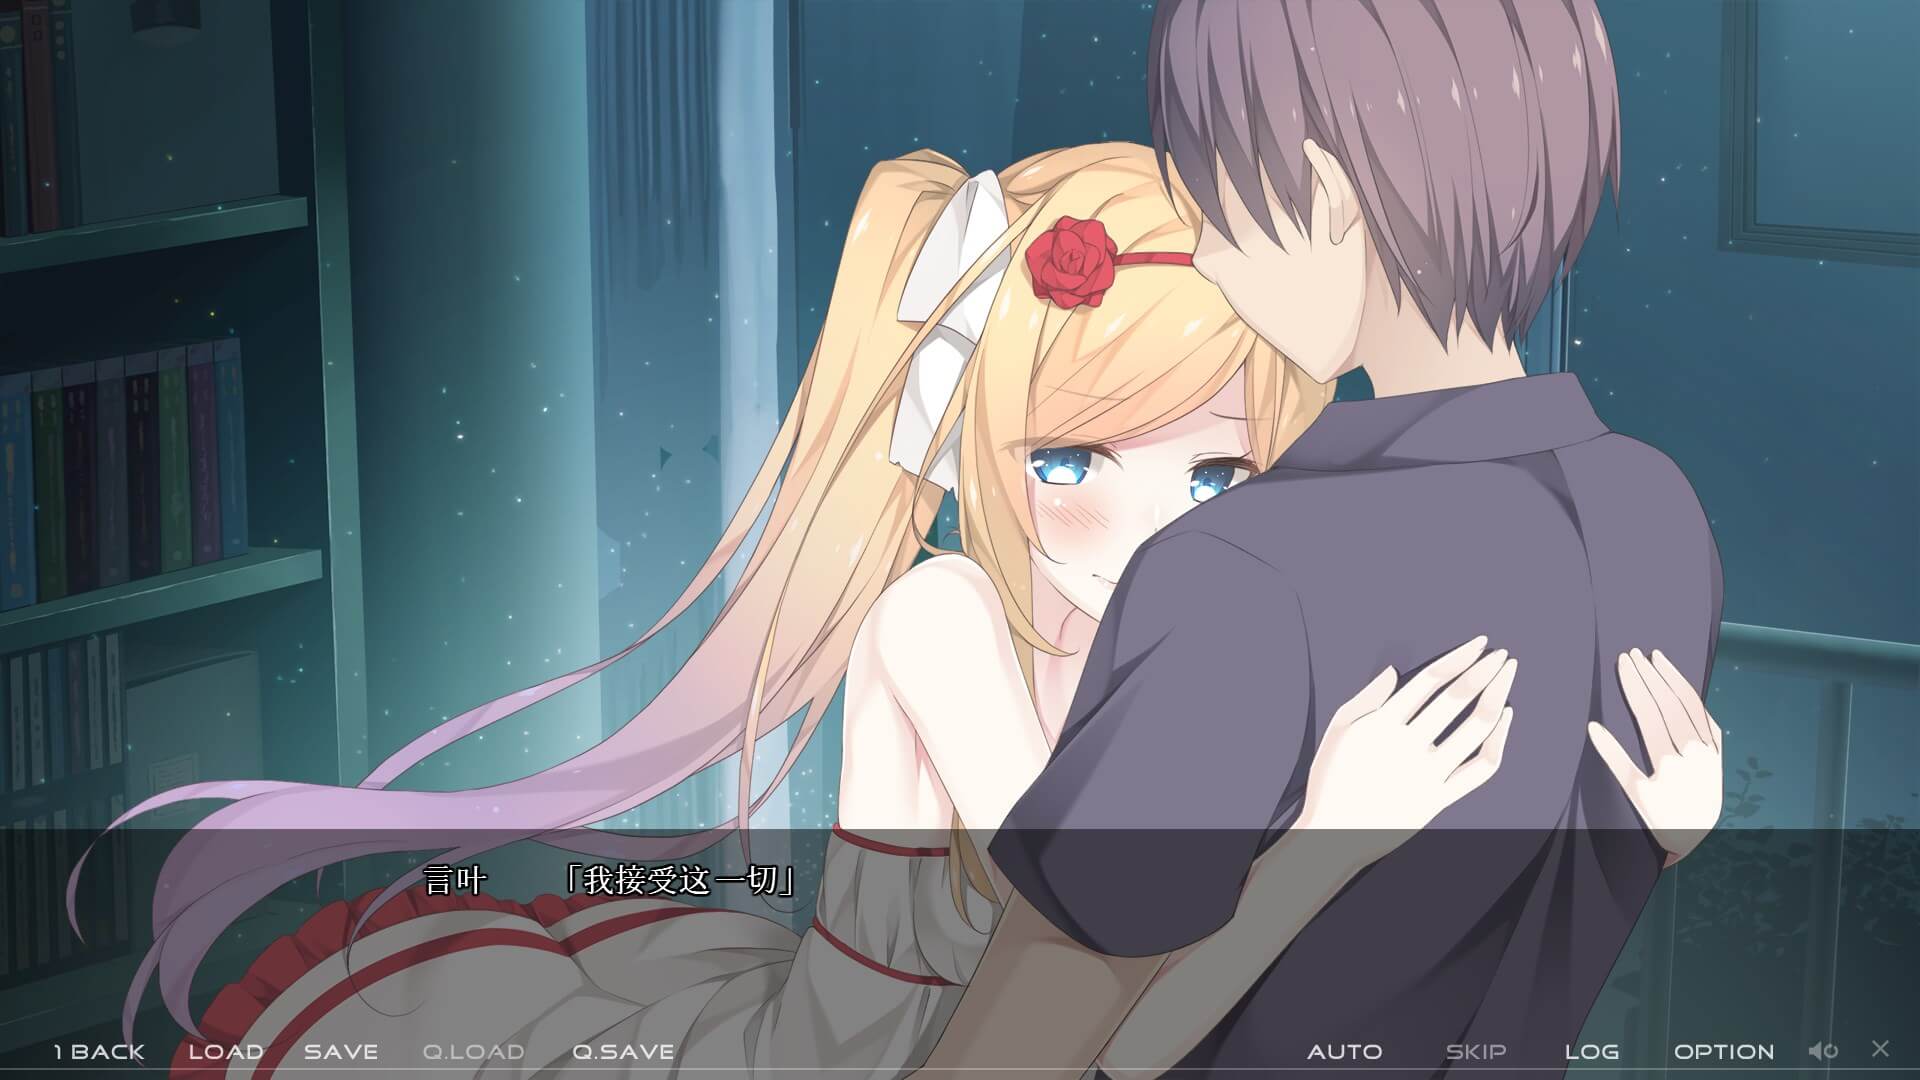 言叶 「我接受这一切」
1 BACK LOAD SAVE Q.LOAD Q.SAVE AUTO SKIP LOG OPTION